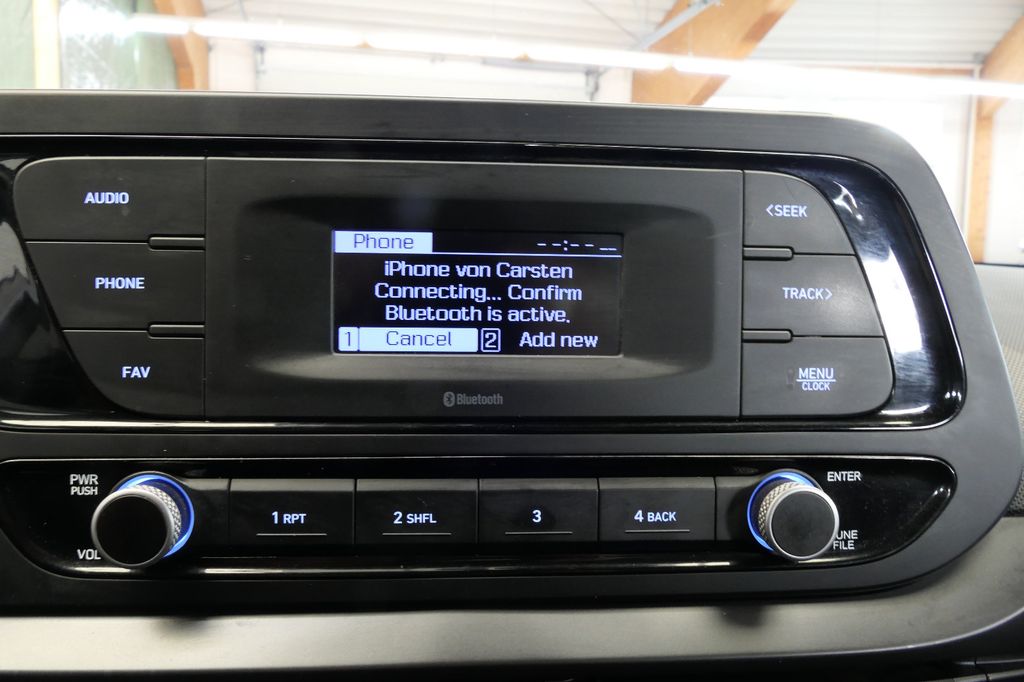 AUDIO
PHONE
FAV
Phone --:-- __
iPhone von Carsten
Connecting... Confirm
Bluetooth is active.
1 Cancel 2 Add new
Bluetooth
<SEEK
TRACK>
MENU
CLOCK
PWR
PUSH
VOL
1 RPT
2 SHFL
3
4 BACK
ENTER
FILE